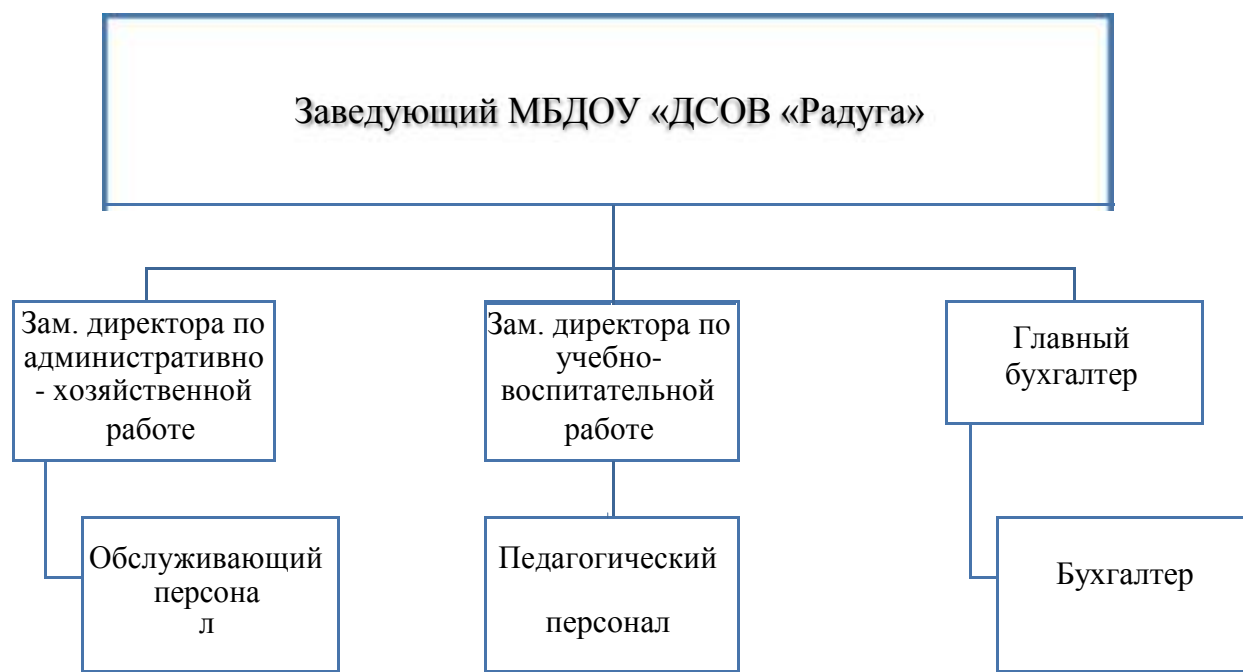 Заведующий МБДОУ «ДСОВ «Радуга»
Зам. директора по
административно
- хозяйственной
работе
Зам. директора по
учебно-
воспитательной
работе
Главный
бухгалтер
Обслуживающий
персона
л
Педагогический
персонал
Бухгалтер